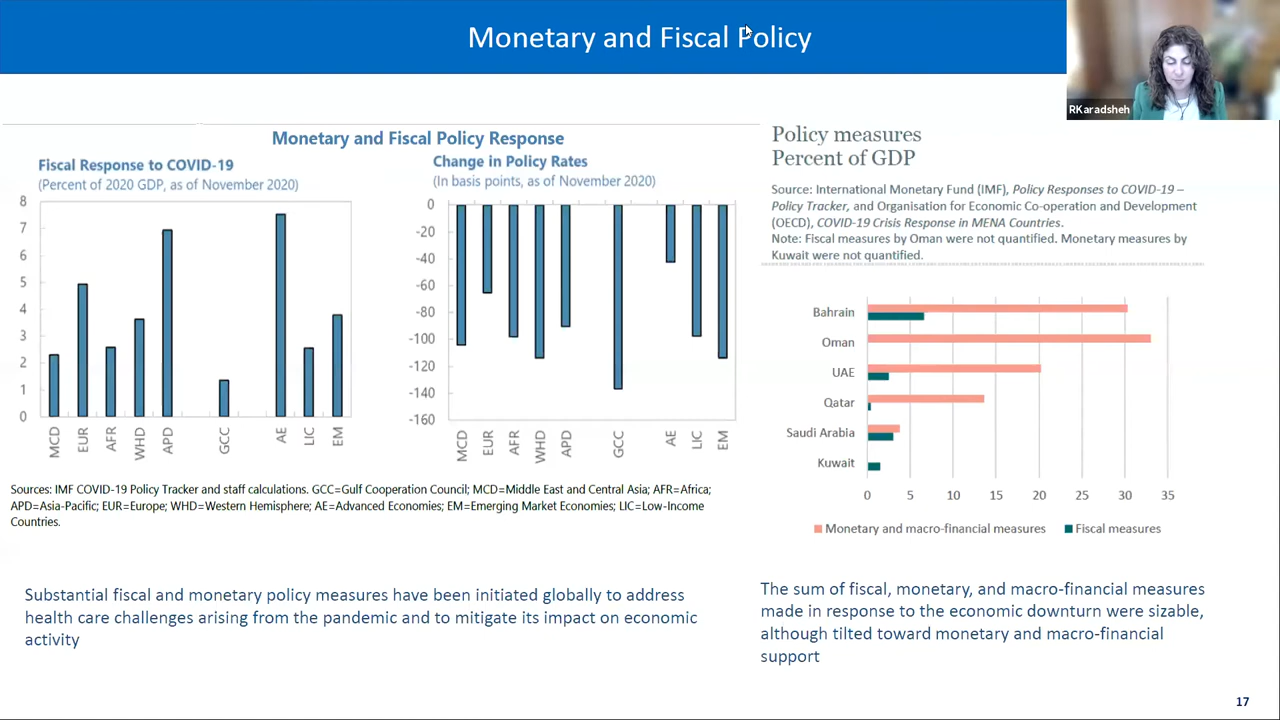 Monetary and Fiscal Policy
RKaradsheh
Monetary and Fiscal Policy Response
Fiscal Response to COVID-19
(Percent of 2020 GDP, as of November 2020)
8
7
6
5
4
3
2
1
0
MCD
EUR
AFR
WHD
APD
GCC
AE
LIC
EM
Change in Policy Rates
(In basis points, as of November 2020)
0
-20
-40
-60
-80
-100
-120
-140
-160
MCD
EUR
AFR
WHD
APD
GCC
AE
LIC
EM
Sources: IMF COVID-19 Policy Tracker and staff calculations. GCC=Gulf Cooperation Council; MCD=Middle East and Central Asia; AFR=Africa;
APD=Asia-Pacific; EUR=Europe; WHD=Western Hemisphere; AE=Advanced Economies; EM=Emerging Market Economies; LIC=Low-Income
Countries.
Substantial fiscal and monetary policy measures have been initiated globally to address
health care challenges arising from the pandemic and to mitigate its impact on economic
activity
Policy measures
Percent of GDP
Source: International Monetary Fund (IMF), Policy Responses to COVID-19 –
Policy Tracker, and Organisation for Economic Co-operation and Development
(OECD), COVID-19 Crisis Response in MENA Countries.
Note: Fiscal measures by Oman were not quantified. Monetary measures by
Kuwait were not quantified.
Bahrain
Oman
UAE
Qatar
Saudi Arabia
Kuwait
0 5 10 15 20 25 30 35
Monetary and macro-financial measures Fiscal measures
The sum of fiscal, monetary, and macro-financial measures
made in response to the economic downturn were sizable,
although tilted toward monetary and macro-financial
support
17